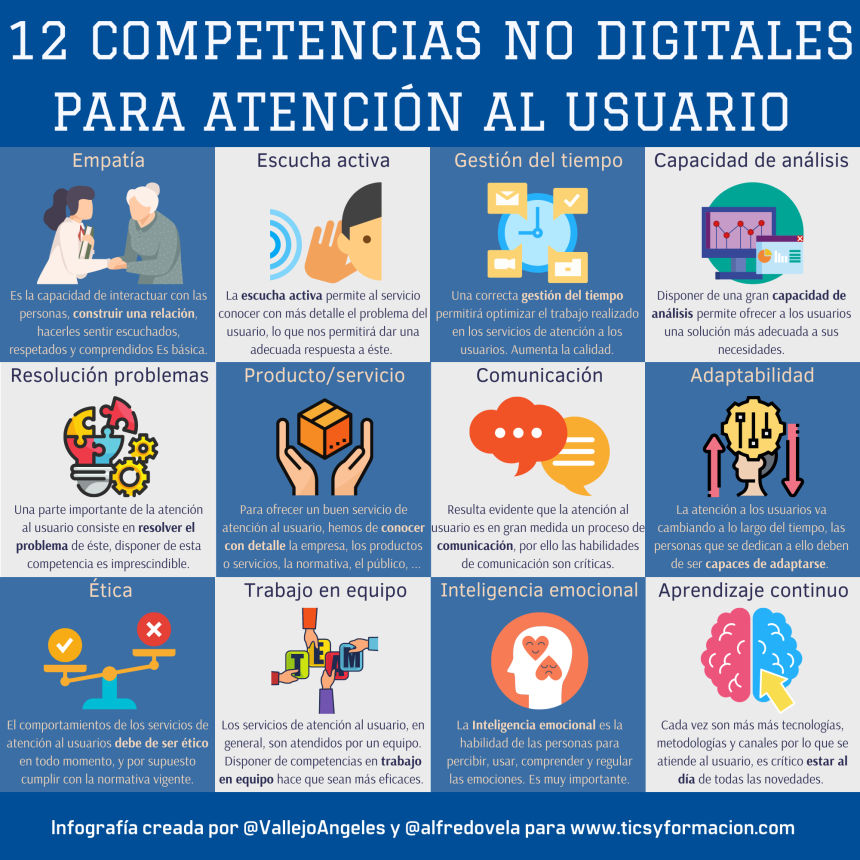 12 COMPETENCIAS NO DIGITALES
PARA ATENCIÓN AL USUARIO
Empatía
Es la capacidad de interactuar con las
personas, construir una relación,
hacerles sentir escuchados,
respetados y comprendidos Es básica.
Escucha activa
La escucha activa permite al servicio
conocer con más detalle el problema del
usuario, lo que nos permitirá dar una
adecuada respuesta a éste.
Gestión del tiempo
Una correcta gestión del tiempo
permitirá optimizar el trabajo realizado
en los servicios de atención a los
usuarios. Aumenta la calidad.
Capacidad de análisis
Disponer de una gran capacidad de
análisis permite ofrecer a los usuarios
una solución más adecuada a sus
necesidades.
Resolución problemas
Una parte importante de la atención
al usuario consiste en resolver el
problema de éste, disponer de esta
competencia es imprescindible.
Producto/servicio
Para ofrecer un buen servicio de
atención al usuario, hemos de conocer
con detalle la empresa, los productos
o servicios, la normativa, el público, ...
Comunicación
Resulta evidente que la atención al
usuario es en gran medida un proceso de
comunicación, por ello las habilidades
de comunicación son críticas.
Adaptabilidad
La atención a los usuarios va
cambiando a lo largo del tiempo, las
personas que se dedican a ello deben
de ser capaces de adaptarse.
Ética
El comportamientos de los servicios de
atención al usuarios debe de ser ético
en todo momento, y por supuesto
cumplir con la normativa vigente.
Trabajo en equipo
TEAM
Los servicios de atención al usuario, en
general, son atendidos por un equipo.
Disponer de competencias en trabajo
en equipo hace que sean más eficaces.
Inteligencia emocional
La Inteligencia emocional es la
habilidad de las personas para
percibir, usar, comprender y regular
las emociones. Es muy importante.
Aprendizaje continuo
Cada vez son más más tecnologías,
metodologías y canales por lo que se
atiende al usuario, es crítico estar al
día de todas las novedades.
Infografía creada por @VallejoAngeles y @alfredovela para www.ticsyformacion.com